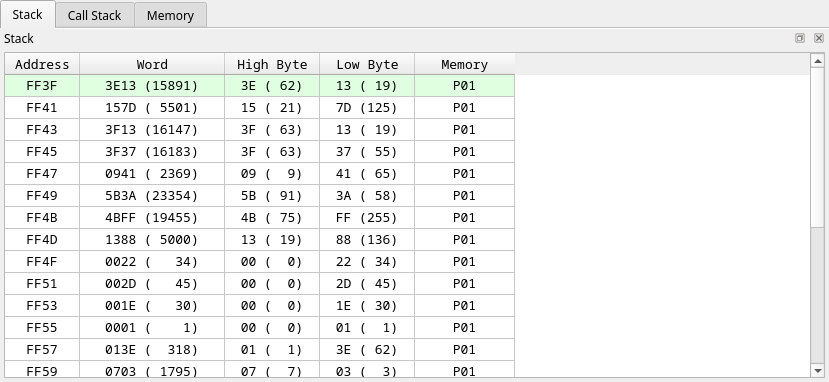 Stack Call Stack Memory
Stack
Address Word High Byte Low Byte Memory
FF3F 3E13 (15891) 3E ( 62) 13 ( 19) P01
FF41 157D ( 5501) 15 ( 21) 7D (125) P01
FF43 3F13 (16147) 3F ( 63) 13 ( 19) P01
FF45 3F37 (16183) 3F ( 63) 37 ( 55) P01
FF47 0941 ( 2369) 09 (  9) 41 ( 65) P01
FF49 5B3A (23354) 5B ( 91) 3A ( 58) P01
FF4B 4BFF (19455) 4B ( 75) FF (255) P01
FF4D 1388 ( 5000) 13 ( 19) 88 (136) P01
FF4F 0022 (   34) 00 (  0) 22 ( 34) P01
FF51 002D (   45) 00 (  0) 2D ( 45) P01
FF53 001E (   30) 00 (  0) 1E ( 30) P01
FF55 0001 (    1) 00 (  0) 01 (  1) P01
FF57 013E (  318) 01 (  1) 3E ( 62) P01
FF59 0703 ( 1795) 07 (  7) 03 (  3) P01